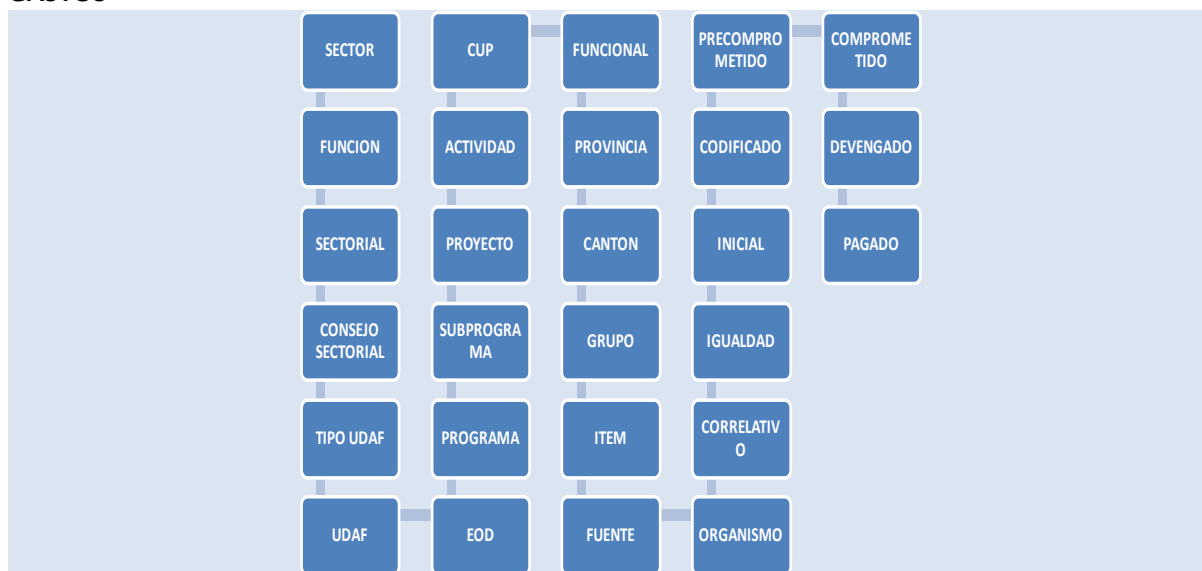 SECTOR
CUP
FUNCIONAL
PRECOMPRO
METIDO
COMPROME
TIDO
FUNCION
ACTIVIDAD
PROVINCIA
CODIFICADO
DEVENGADO
SECTORIAL
PROYECTO
CANTON
INICIAL
PAGADO
CONSEJO
SECTORIAL
SUBPROGRA
MA
GRUPO
IGUALDAD
TIPO UDAF
PROGRAMA
ITEM
CORRELATIV
O
UDAF
EOD
FUENTE
ORGANISMO